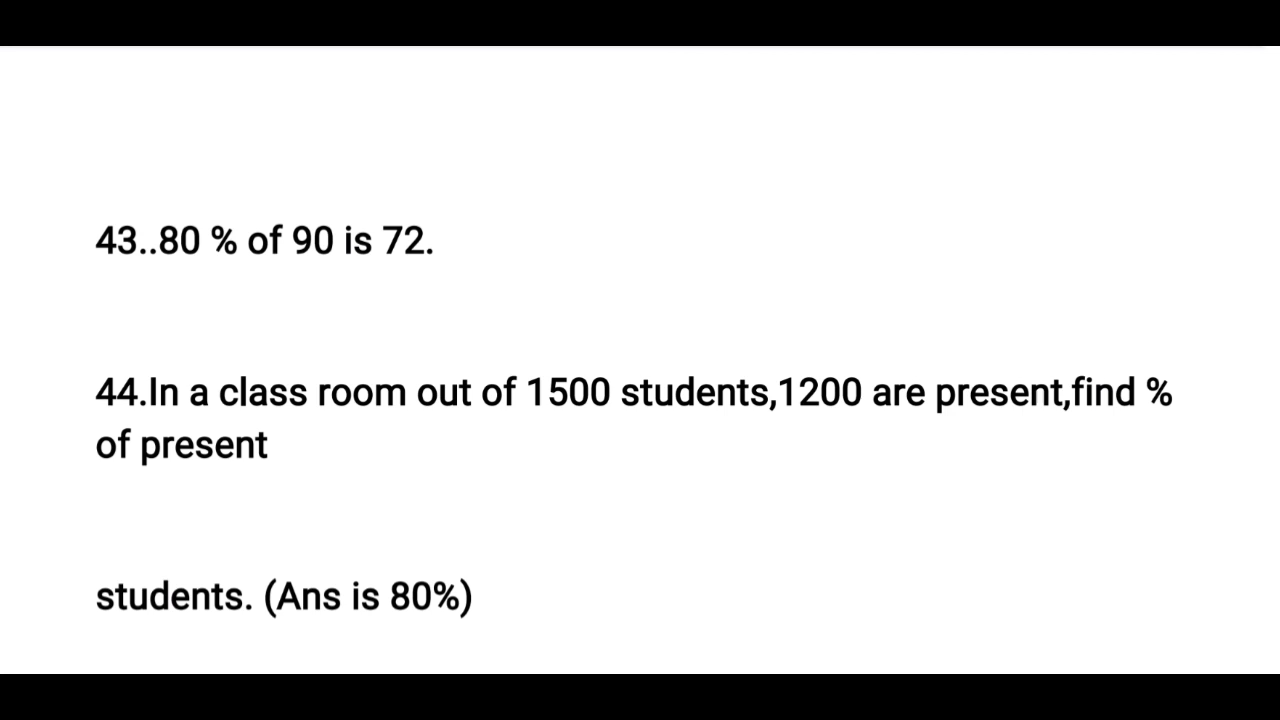 43..80 % of 90 is 72.
44.In a class room out of 1500 students,1200 are present,find %
of present
students. (Ans is 80%)